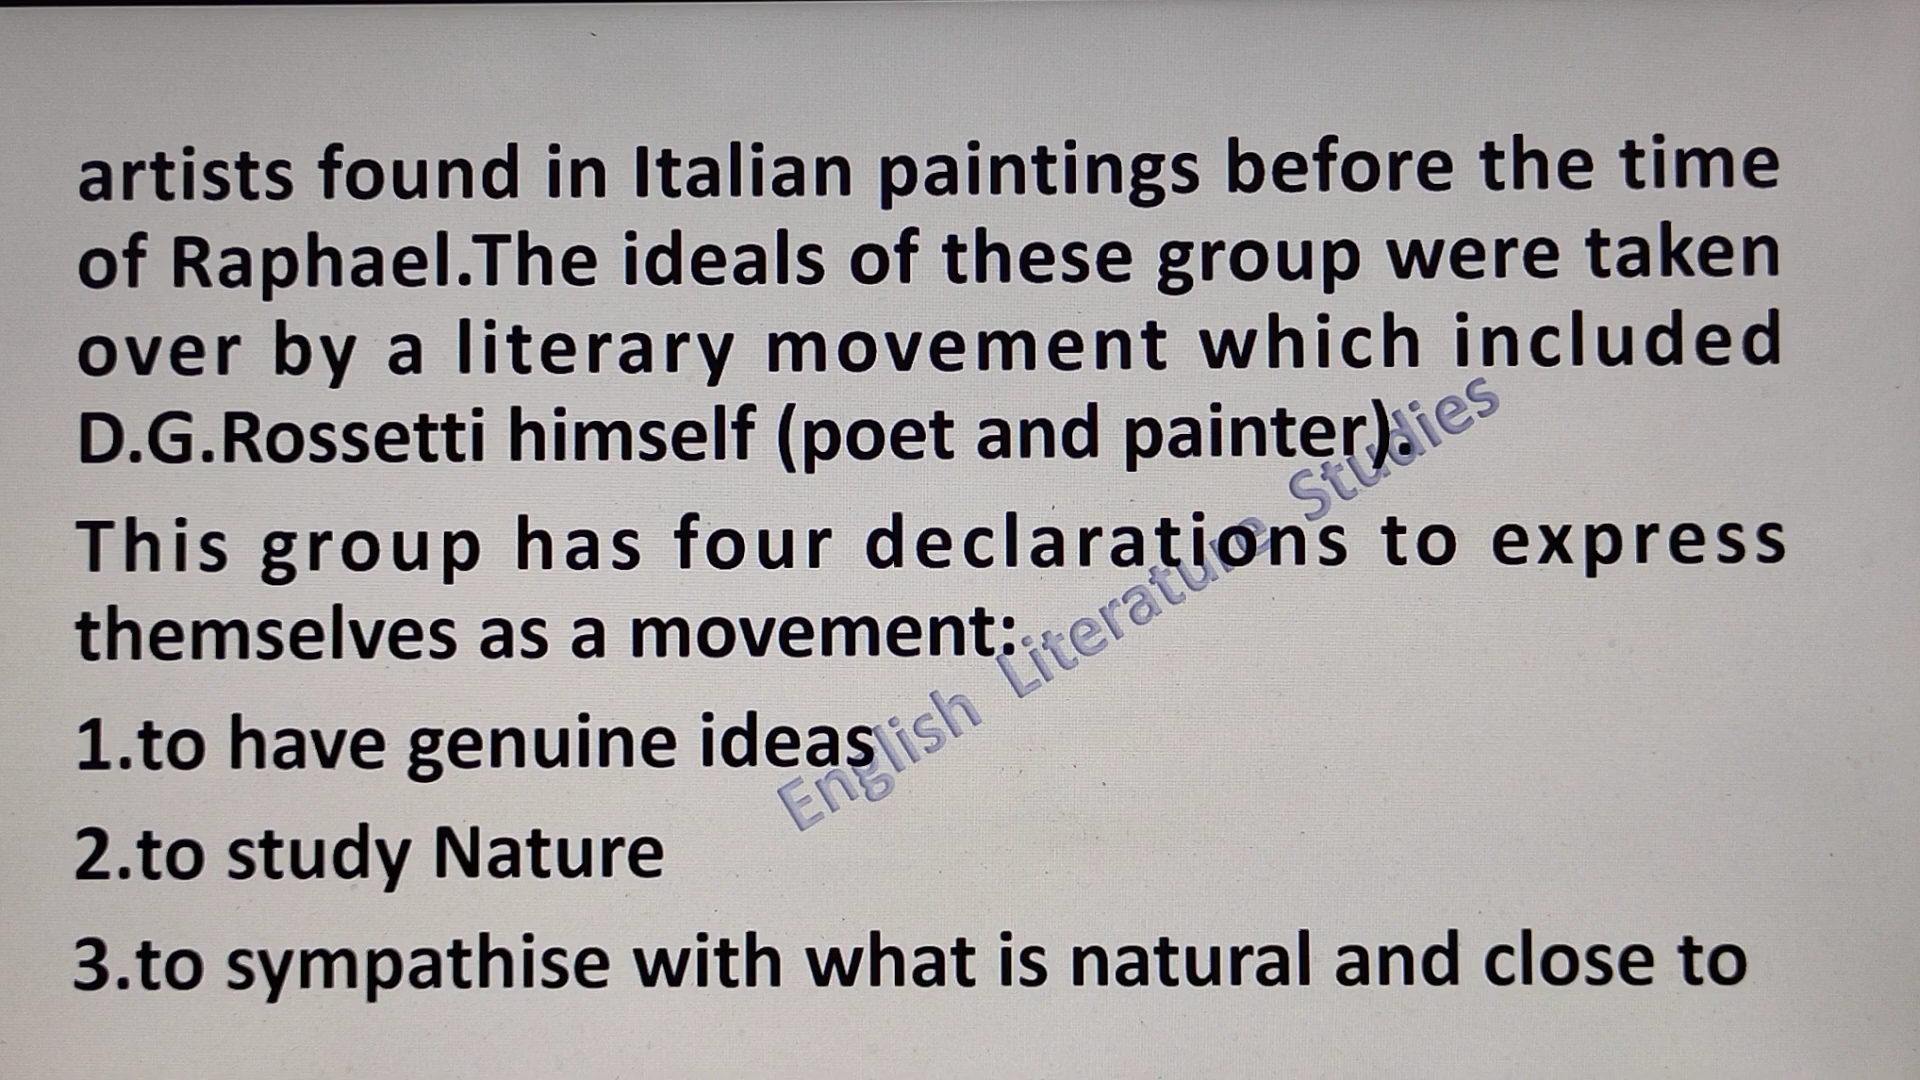 artists found in Italian paintings before the time
of Raphael.The ideals of these group were taken
over by a literary movement which included
D.G.Rossetti himself (poet and painter).
This group has four declarations to express
themselves as a movement:
1.to have genuine ideas
2.to study Nature
3.to sympathise with what is natural and close to
English Literature Studies